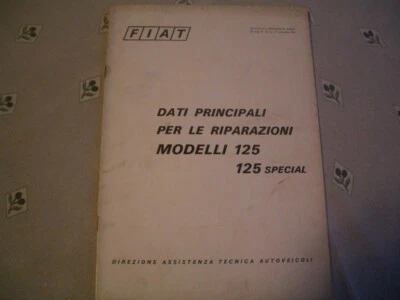 FIAT
DATI PRINCIPALI
PER LE RIPARAZIONI
MODELLI 125
125 SPECIAL
DIREZIONE ASSISTENZA TECNICA AUTOVEICOLI